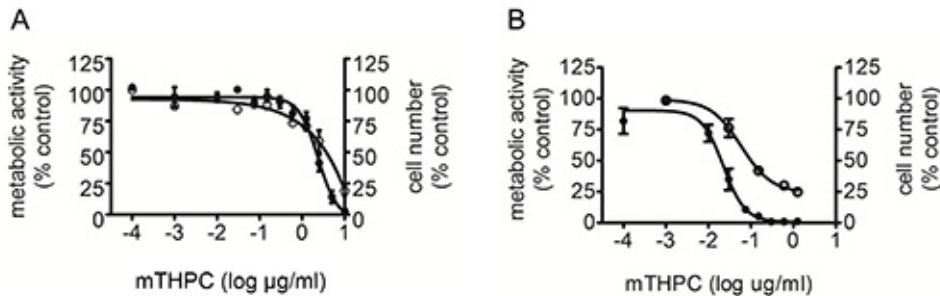 A
metabolic activity
(% control)
125
100
75
50
25
0
-4 -3 -2 -1 0 1
125
100
75
50
25
0
cell number
(% control)
mTHPC (log µg/ml)
B
metabolic activity
(% control)
125
100
75
50
25
0
-4 -3 -2 -1 0 1
125
100
75
50
25
0
cell number
(% control)
mTHPC (log ug/ml)